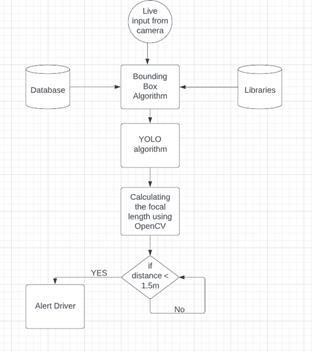 Live
input from
camera
Database
Bounding
Box
Algorithm
Libraries
YOLO
algorithm
Calculating
the focal
length using
OpenCV
if
distance <
1.5m
YES
No
Alert Driver